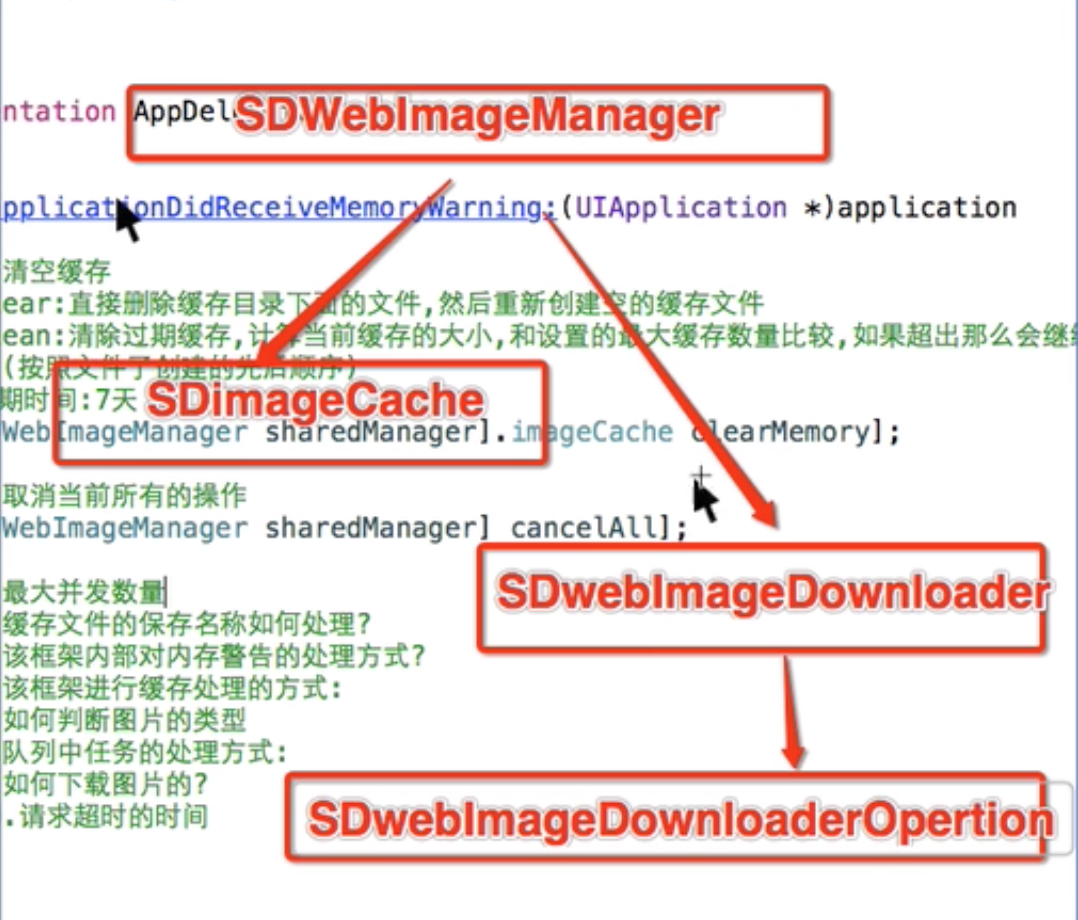 ntation AppDel
SDWebImageManager
pplicationDidReceiveMemoryWarning:(UIApplication *)application
清空缓存
ear:直接删除缓存目录下面的文件,然后重新创建空的缓存文件
ean:清除过期缓存,计算当前缓存的大小,和设置的最大缓存数量比较,如果超出那么会继续
(按照文件了创建的先后顺序)
期时间:7天
SDimageCache
WebImageManager sharedManager].imageCache clearMemory];
取消当前所有的操作
WebImageManager sharedManager] cancelAll];
最大并发数量
SDwebImageDownloader
缓存文件的保存名称如何处理?
该框架内部对内存警告的处理方式?
该框架进行缓存处理的方式:
如何判断图片的类型
队列中任务的处理方式:
如何下载图片的?
.请求超时的时间
SDwebImageDownloaderOpertion